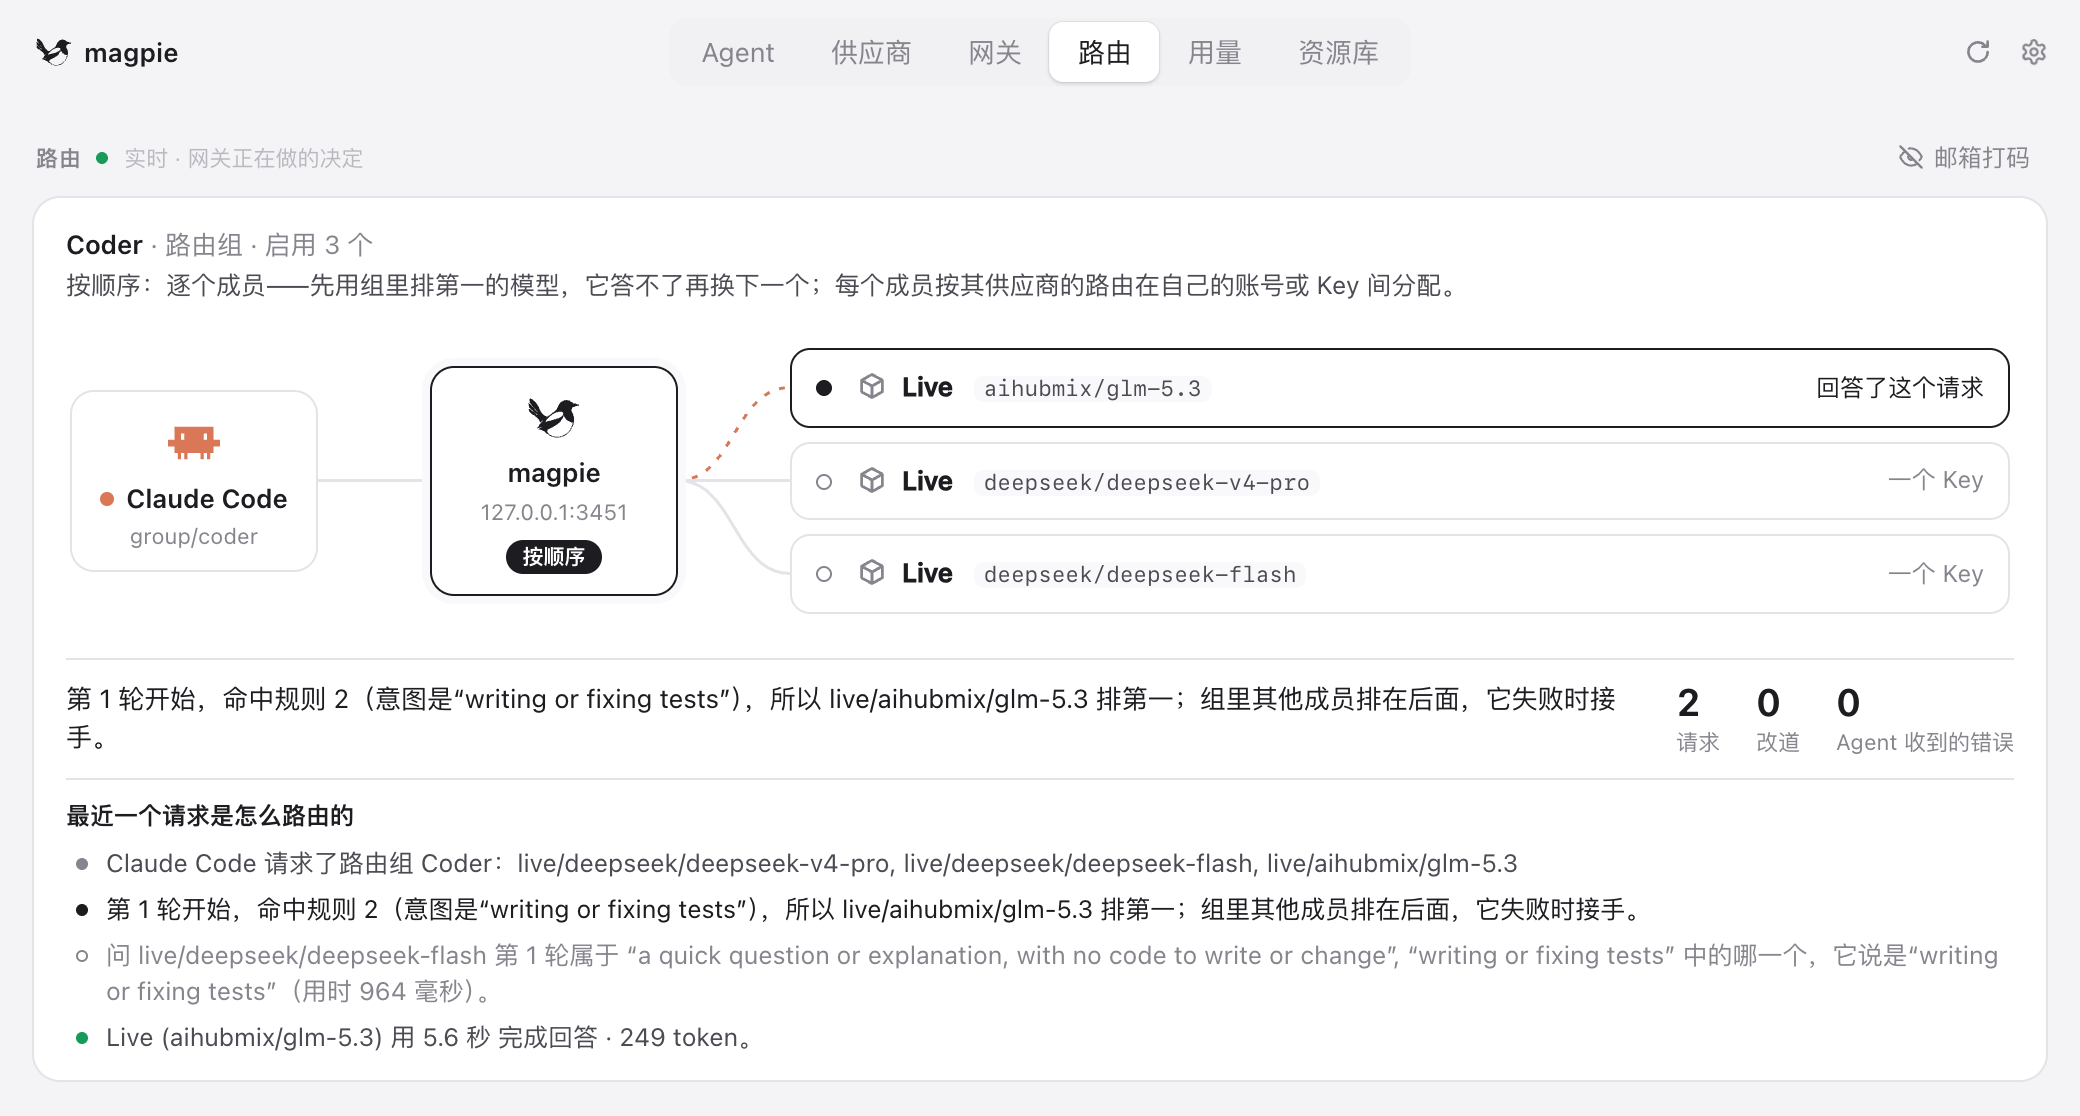 magpie
Agent
供应商
网关
路由
用量
资源库
路由 实时 · 网关正在做的决定
邮箱打码
Coder · 路由组 · 启用 3 个
按顺序：逐个成员——先用组里排第一的模型，它答不了再换下一个；每个成员按其供应商的路由在自己的账号或 Key 间分配。
Claude Code
group/coder
magpie
127.0.0.1:3451
按顺序
Live aihubmix/glm-5.3 回答了这个请求
Live deepseek/deepseek-v4-pro 一个 Key
Live deepseek/deepseek-flash 一个 Key
第 1 轮开始，命中规则 2（意图是“writing or fixing tests”），所以 live/aihubmix/glm-5.3 排第一；组里其他成员排在后面，它失败时接
手。
2 请求
0 改道
0 Agent 收到的错误
最近一个请求是怎么路由的
Claude Code 请求了路由组 Coder：live/deepseek/deepseek-v4-pro, live/deepseek/deepseek-flash, live/aihubmix/glm-5.3
第 1 轮开始，命中规则 2（意图是“writing or fixing tests”），所以 live/aihubmix/glm-5.3 排第一；组里其他成员排在后面，它失败时接手。
问 live/deepseek/deepseek-flash 第 1 轮属于 “a quick question or explanation, with no code to write or change”, “writing or fixing tests” 中的哪一个，它说是“writing
or fixing tests”（用时 964 毫秒）。
Live (aihubmix/glm-5.3) 用 5.6 秒 完成回答 · 249 token。